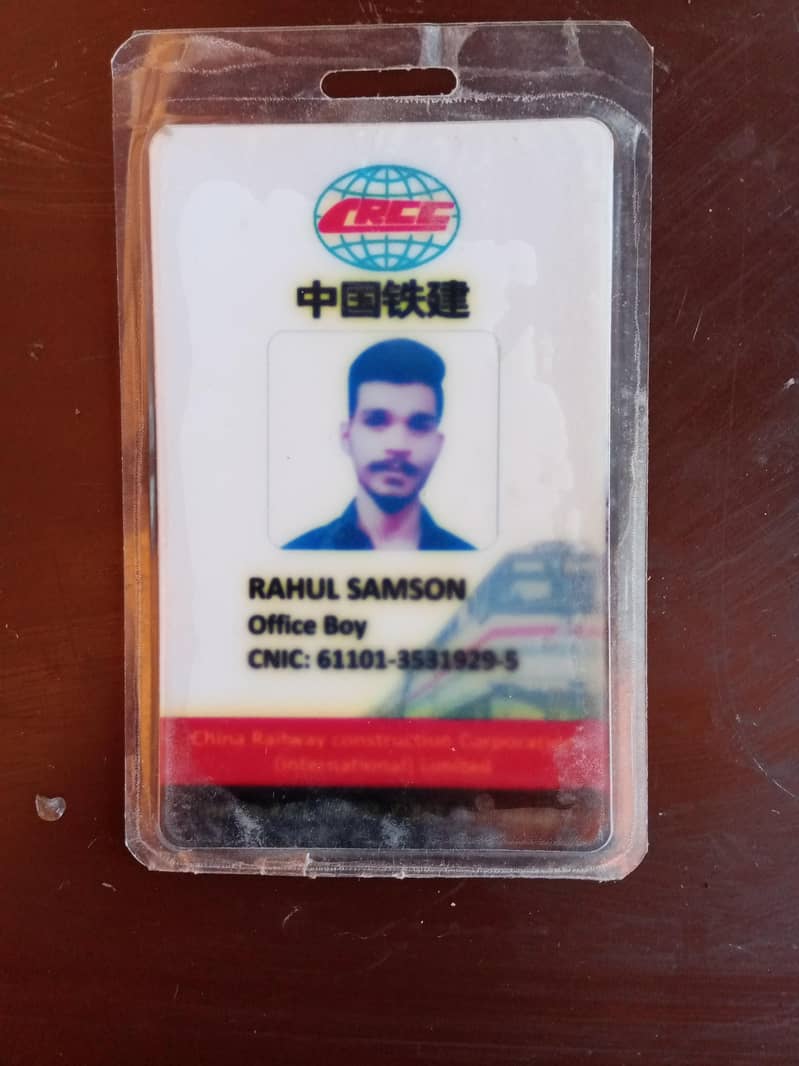 CRCC
中国铁建
RAHUL SAMSON
Office Boy
CNIC: 61101-3531929-5
China Railway construction Corporation
(International) Limited